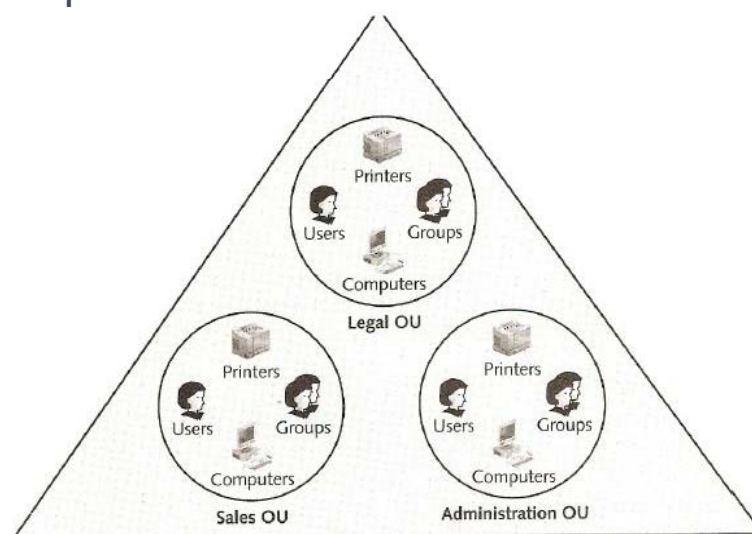 Printers
Users Groups
Computers
Legal OU
Printers
Users Groups
Computers
Sales OU
Printers
Users Groups
Computers
Administration OU